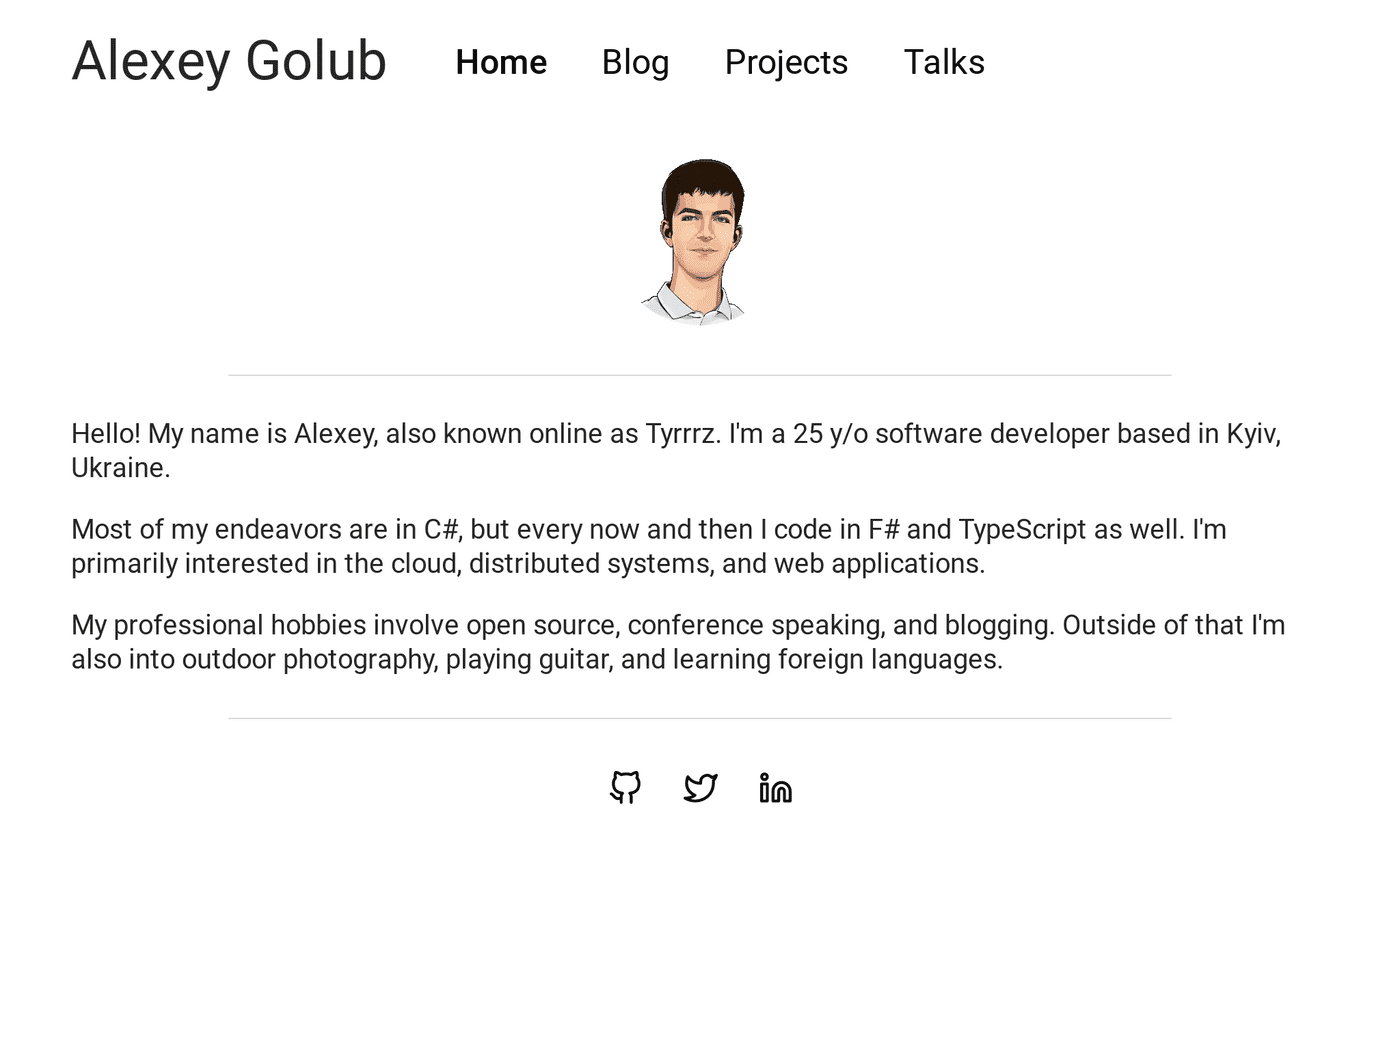 Alexey Golub Home Blog Projects Talks
Hello! My name is Alexey, also known online as Tyrrrz. I'm a 25 y/o software developer based in Kyiv,
Ukraine.
Most of my endeavors are in C#, but every now and then I code in F# and TypeScript as well. I'm
primarily interested in the cloud, distributed systems, and web applications.
My professional hobbies involve open source, conference speaking, and blogging. Outside of that I'm
also into outdoor photography, playing guitar, and learning foreign languages.